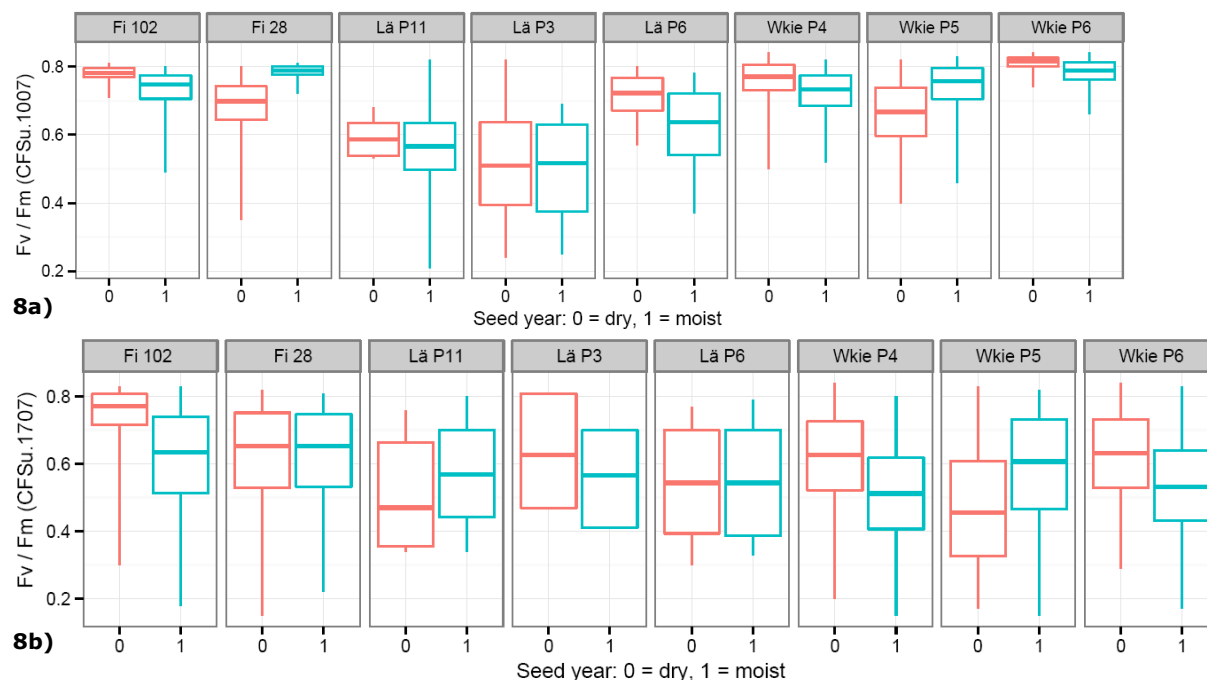 Fi 102 Fi 28 Lä P11 Lä P3 Lä P6 Wkie P4 Wkie P5 Wkie P6
Fv / Fm (CFSu.1007)
0.8
0.6
0.4
0.2
0 1 0 1 0 1 0 1 0 1 0 1 0 1 0 1
8a)
Seed year: 0 = dry, 1 = moist
Fi 102 Fi 28 Lä P11 Lä P3 Lä P6 Wkie P4 Wkie P5 Wkie P6
Fv / Fm (CFSu.1707)
0.8
0.6
0.4
0.2
0 1 0 1 0 1 0 1 0 1 0 1 0 1 0 1
8b)
Seed year: 0 = dry, 1 = moist